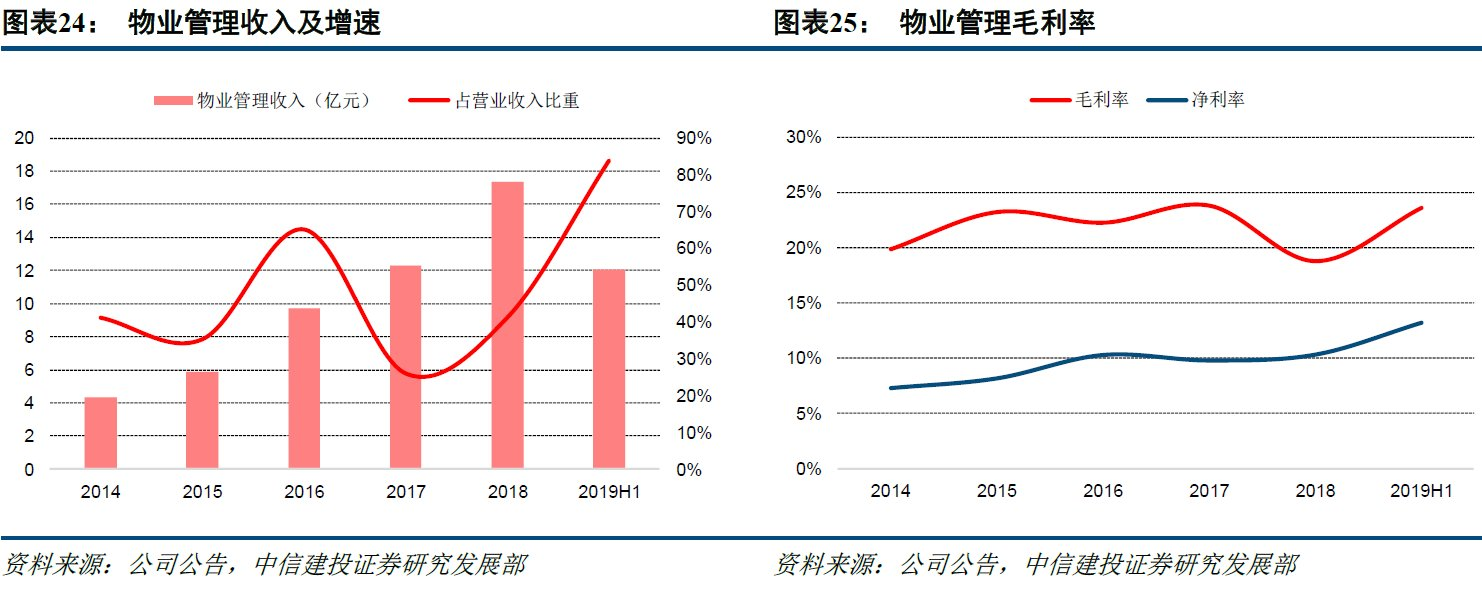 图表24： 物业管理收入及增速
物业管理收入（亿元）
占营业收入比重
20
18
16
14
12
10
8
6
4
2
0
90%
80%
70%
60%
50%
40%
30%
20%
10%
0%
2014 2015 2016 2017 2018 2019H1
资料来源：公司公告，中信建投证券研究发展部
图表25： 物业管理毛利率
毛利率
净利率
30%
25%
20%
15%
10%
5%
0%
2014 2015 2016 2017 2018 2019H1
资料来源：公司公告，中信建投证券研究发展部